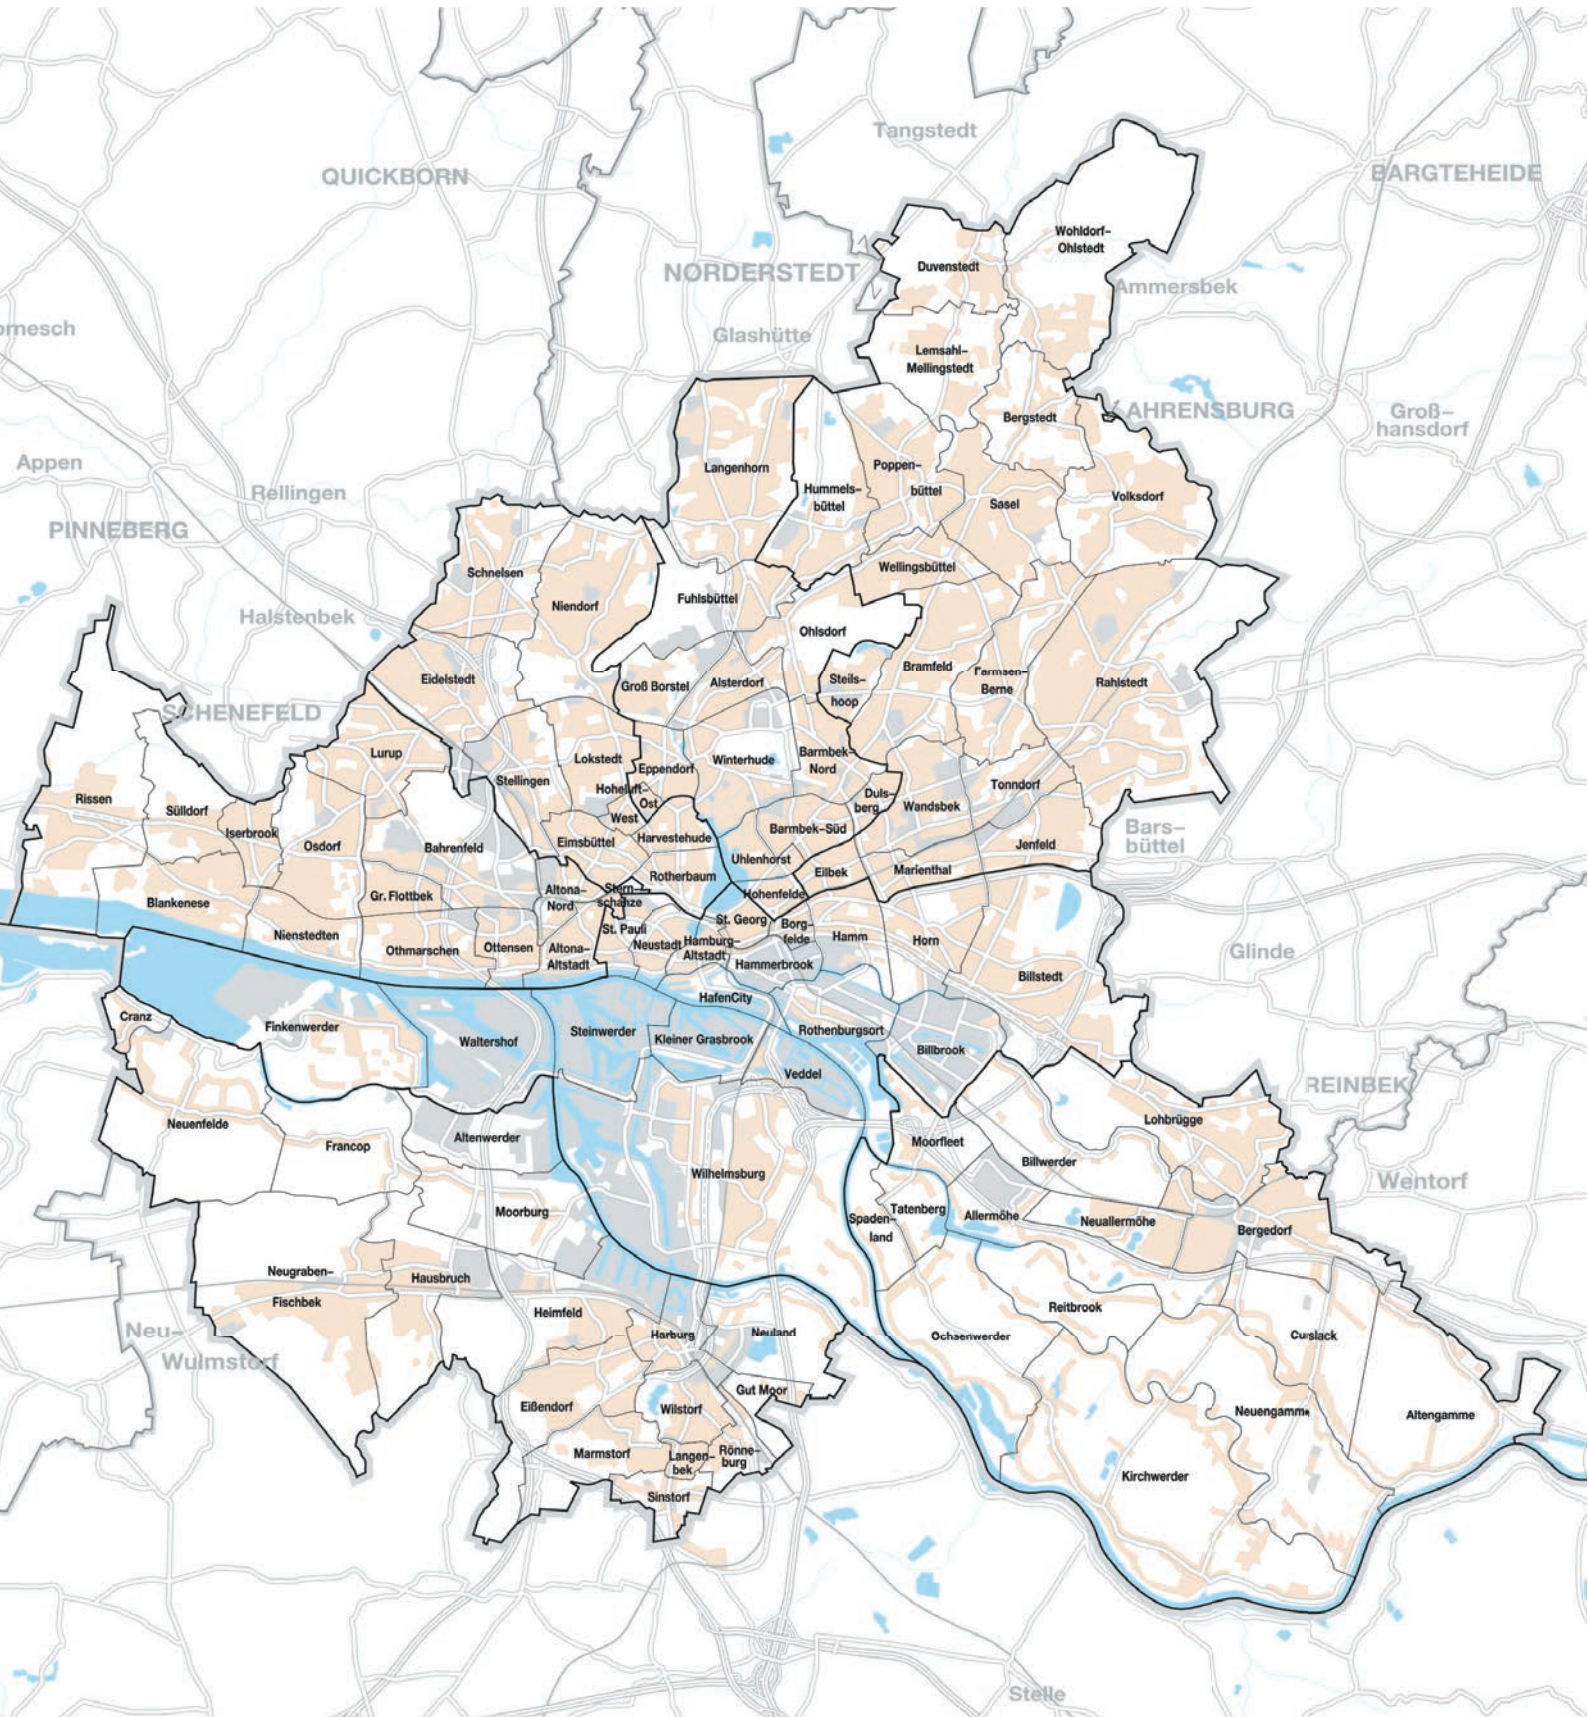 Tangstedt
QUICKBORN
BARGTEHEIDE
Wohldorf–
Ohlstedt
Duvenstedt
NORDERSTEDT
Ammersbek
Glashütte
Lemsahl–
Mellingstedt
AHRENSBURG
Groß–
hansdorf
Bergstedt
Appen
Langenhorn
Poppen–
büttel
Hummels–
büttel
Sasel
Volksdorf
Rellingen
PINNEBERG
Schnelsen
Wellingsbüttel
Niendorf
Fuhlsbüttel
Halstenbek
Ohlsdorf
Eidelstedt
Groß Borstel
Alsterdorf
Steils–
hoop
Bramfeld
Berne
Rahlstedt
SCHENEFELD
Lurup
Lokstedt
Stellingen
Eppendorf
Winterhude
Barmbek–
Nord
Hoheluft–
Ost
West
Duls–
berg
Wandsbek
Tonndorf
Rissen
Sülldorf
Iserbrook
Osdorf
Bahrenfeld
Eimsbüttel
Harvestehude
Barmbek–Süd
Jenfeld
Bars–
büttel
Uhlenhorst
Eilbek
Marienthal
Rotherbaum
Hohenfelde
Blankenese
Gr. Flottbek
Altona–
Nord
Stern–
schanze
St. Pauli
St. Georg
Borg–
felde
Hamm
Horn
Nienstedten
Othmarschen
Ottensen
Altona–
Altstadt
Neustadt
Hamburg–
Altstadt
Hammerbrook
Billstedt
Glinde
HafenCity
Cranz
Finkenwerder
Waltershof
Steinwerder
Kleiner Grasbrook
Rothenburgsort
Billbrook
Veddel
REINBEK
Neuenfelde
Francop
Altenwerder
Lohbrügge
Moorfleet
Billwerder
Wilhelmsburg
Wentorf
Moorburg
Spaden–
land
Tatenberg
Allermöhe
Neuallermöhe
Bergedorf
Neugraben–
Fischbek
Hausbruch
Heimfeld
Reitbrook
Neu–
Wulmstorf
Harburg
Neuland
Ochsenwerder
Gut Moor
Eißendorf
Wilstorf
Altengamme
Marmstorf
Langen–
bek
Rönne–
burg
Kirchwerder
Sinstorf
Stelle